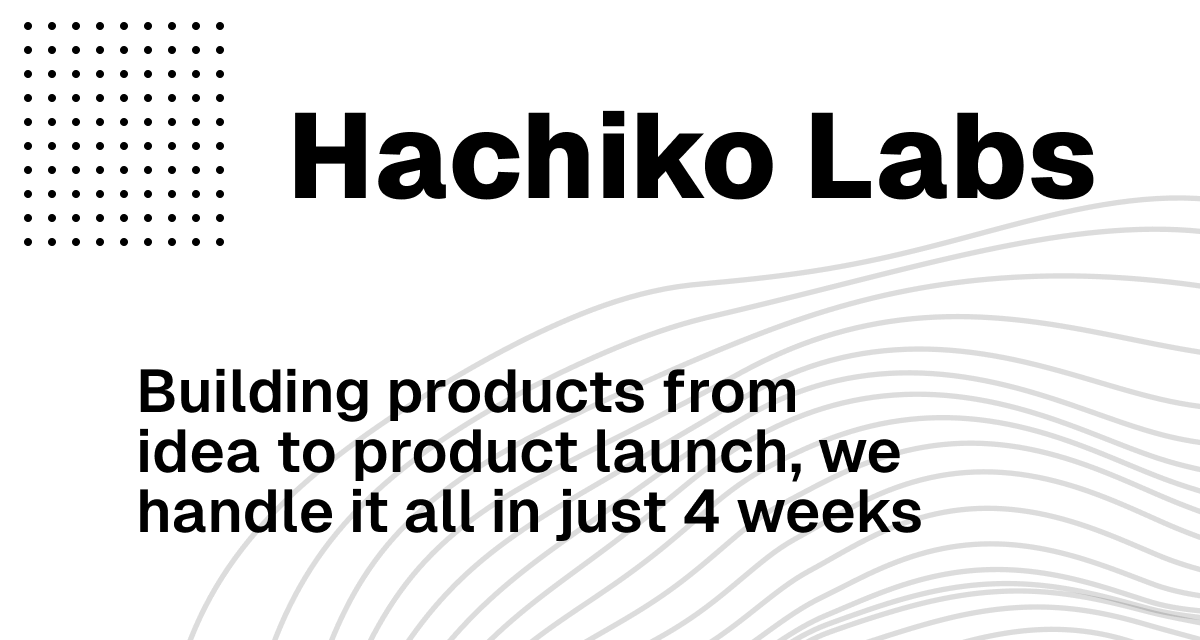 Hachiko Labs
Building products from
idea to product launch, we
handle it all in just 4 weeks